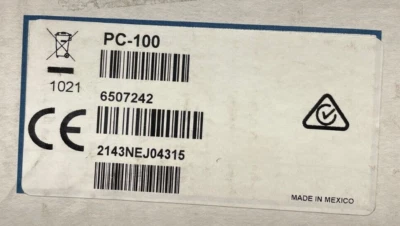 PC-100
1021
6507242
CE
2143NEJ04315
MADE IN MEXICO